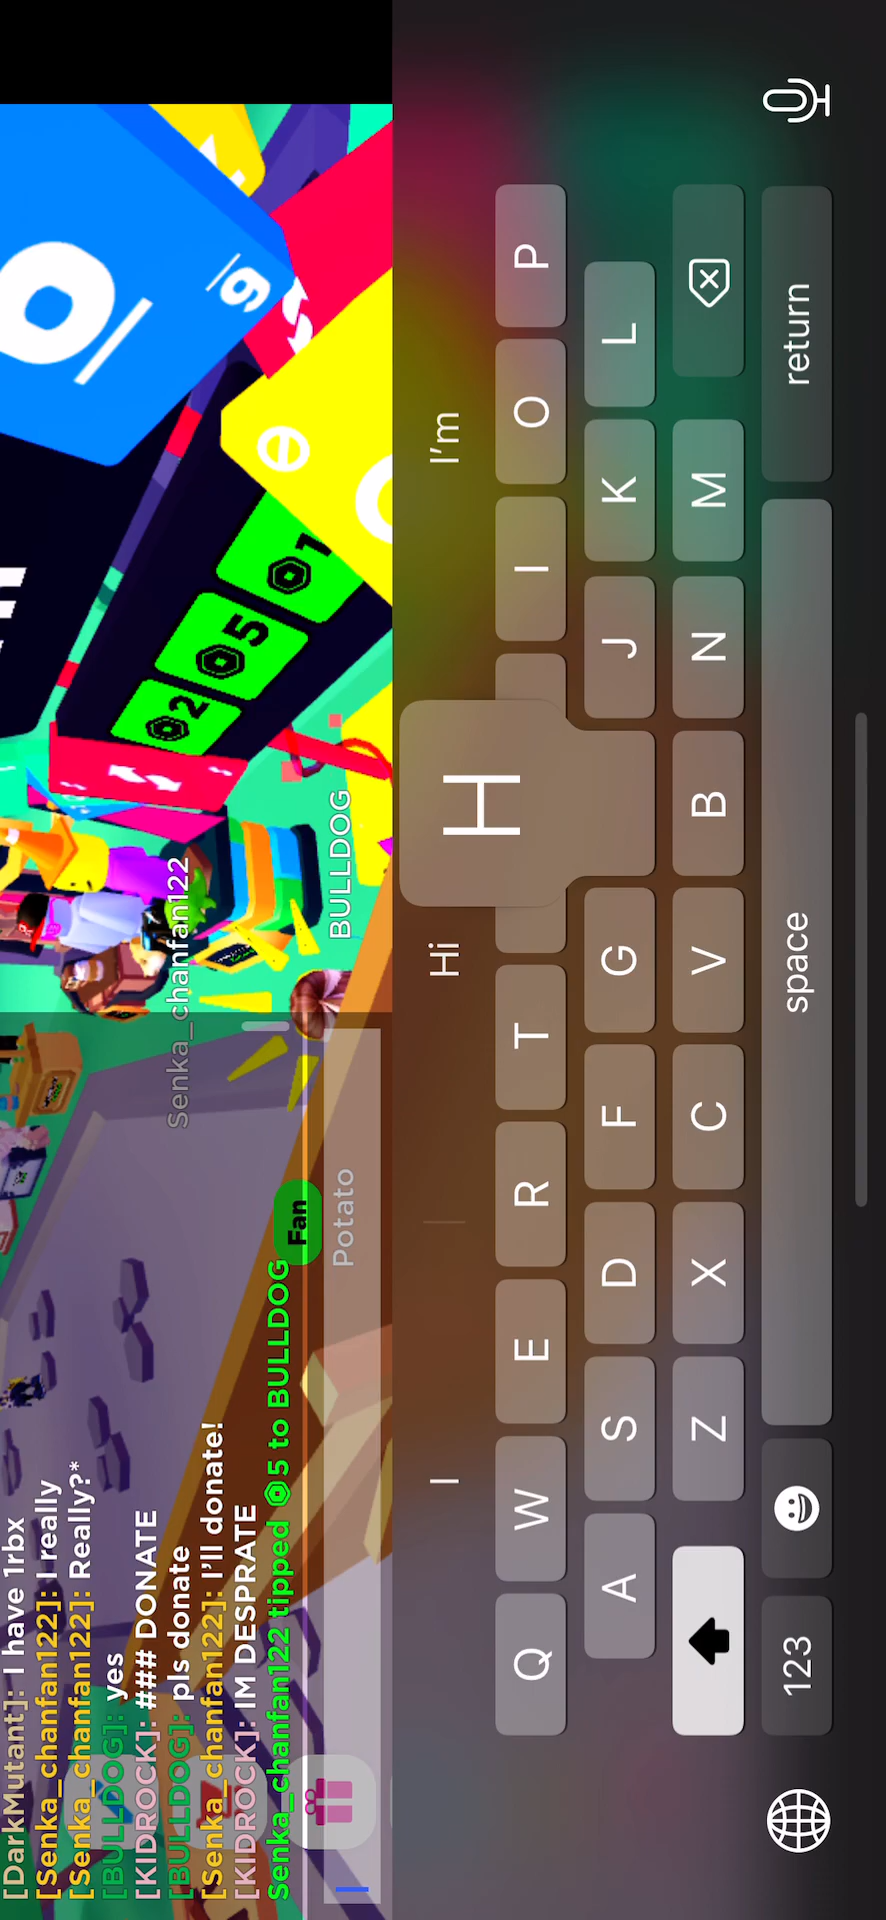 o
6
e
1
5
2
BULLDOG
Senka_chanfan122
Potato
Fan
[DarkMutant]: I have 1rbx
[Senka_chanfan122]: I really
[Senka_chanfan122]: Really?*
[BULLDOG]: yes
[KIDROCK]: ### DONATE
[BULLDOG]: pls donate
[Senka_chanfan122]: I'll donate!
[KIDROCK]: IM DESPRATE
Senka_chanfan122 tipped 5 to BULLDOG
I Hi I'm
Q W E R T I O P
A S D F G H J K L
Z X C V B N M
123 space return